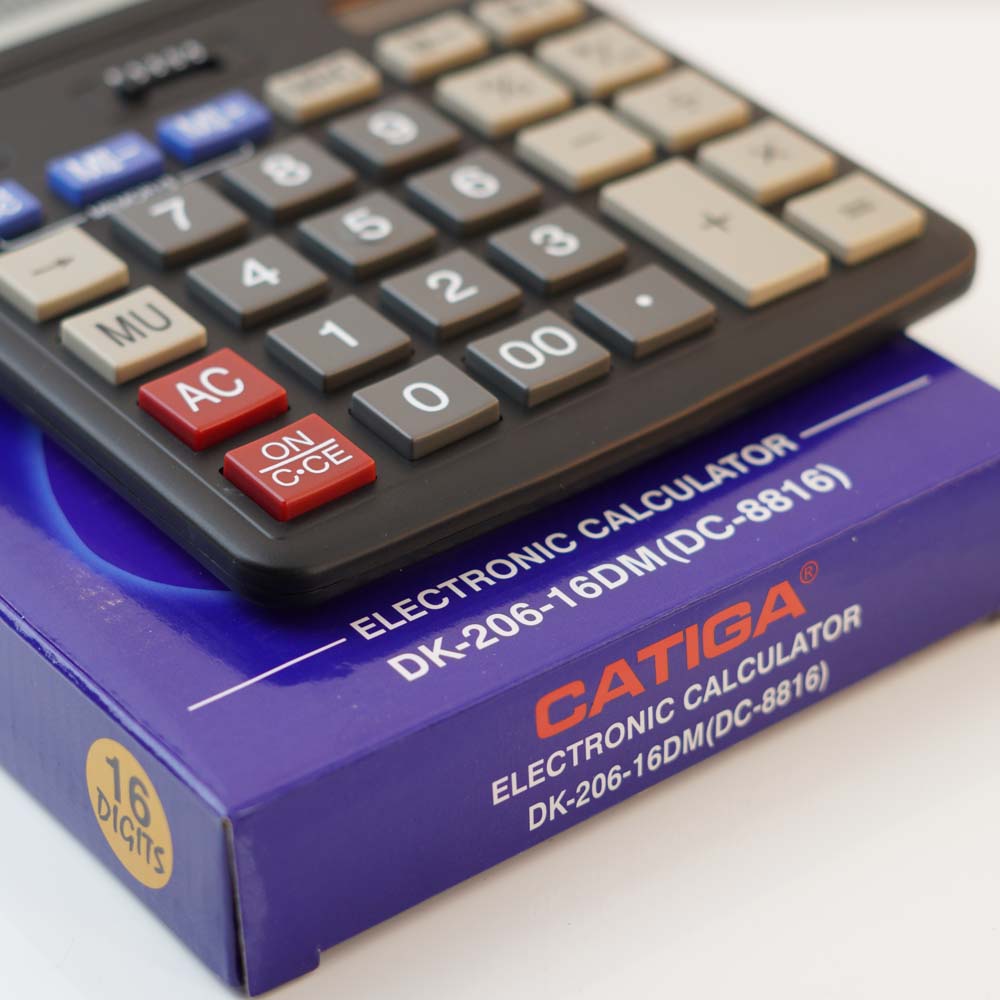 M- M+
7 8 9
→ 4 5 6 −
MU 1 2 3 + ×
AC 0 00 . =
ON
C·CE
ELECTRONIC CALCULATOR
DK-206-16DM(DC-8816)
CATIGA®
ELECTRONIC CALCULATOR
DK-206-16DM(DC-8816)
16
DIGITS